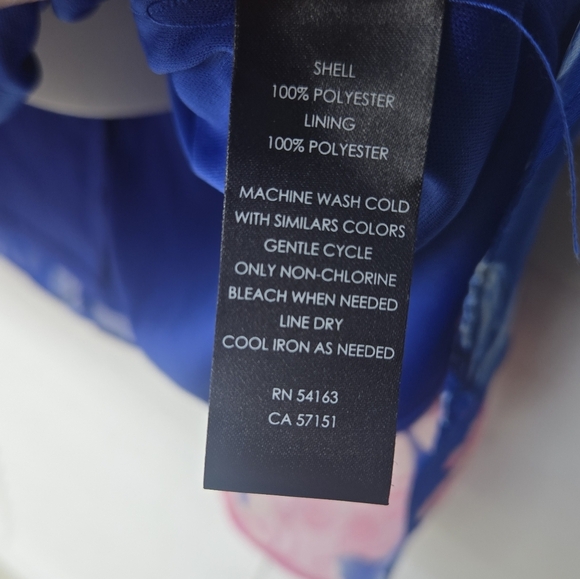 SHELL
100% POLYESTER
LINING
100% POLYESTER
MACHINE WASH COLD
WITH SIMILARS COLORS
GENTLE CYCLE
ONLY NON-CHLORINE
BLEACH WHEN NEEDED
LINE DRY
COOL IRON AS NEEDED
RN 54163
CA 57151